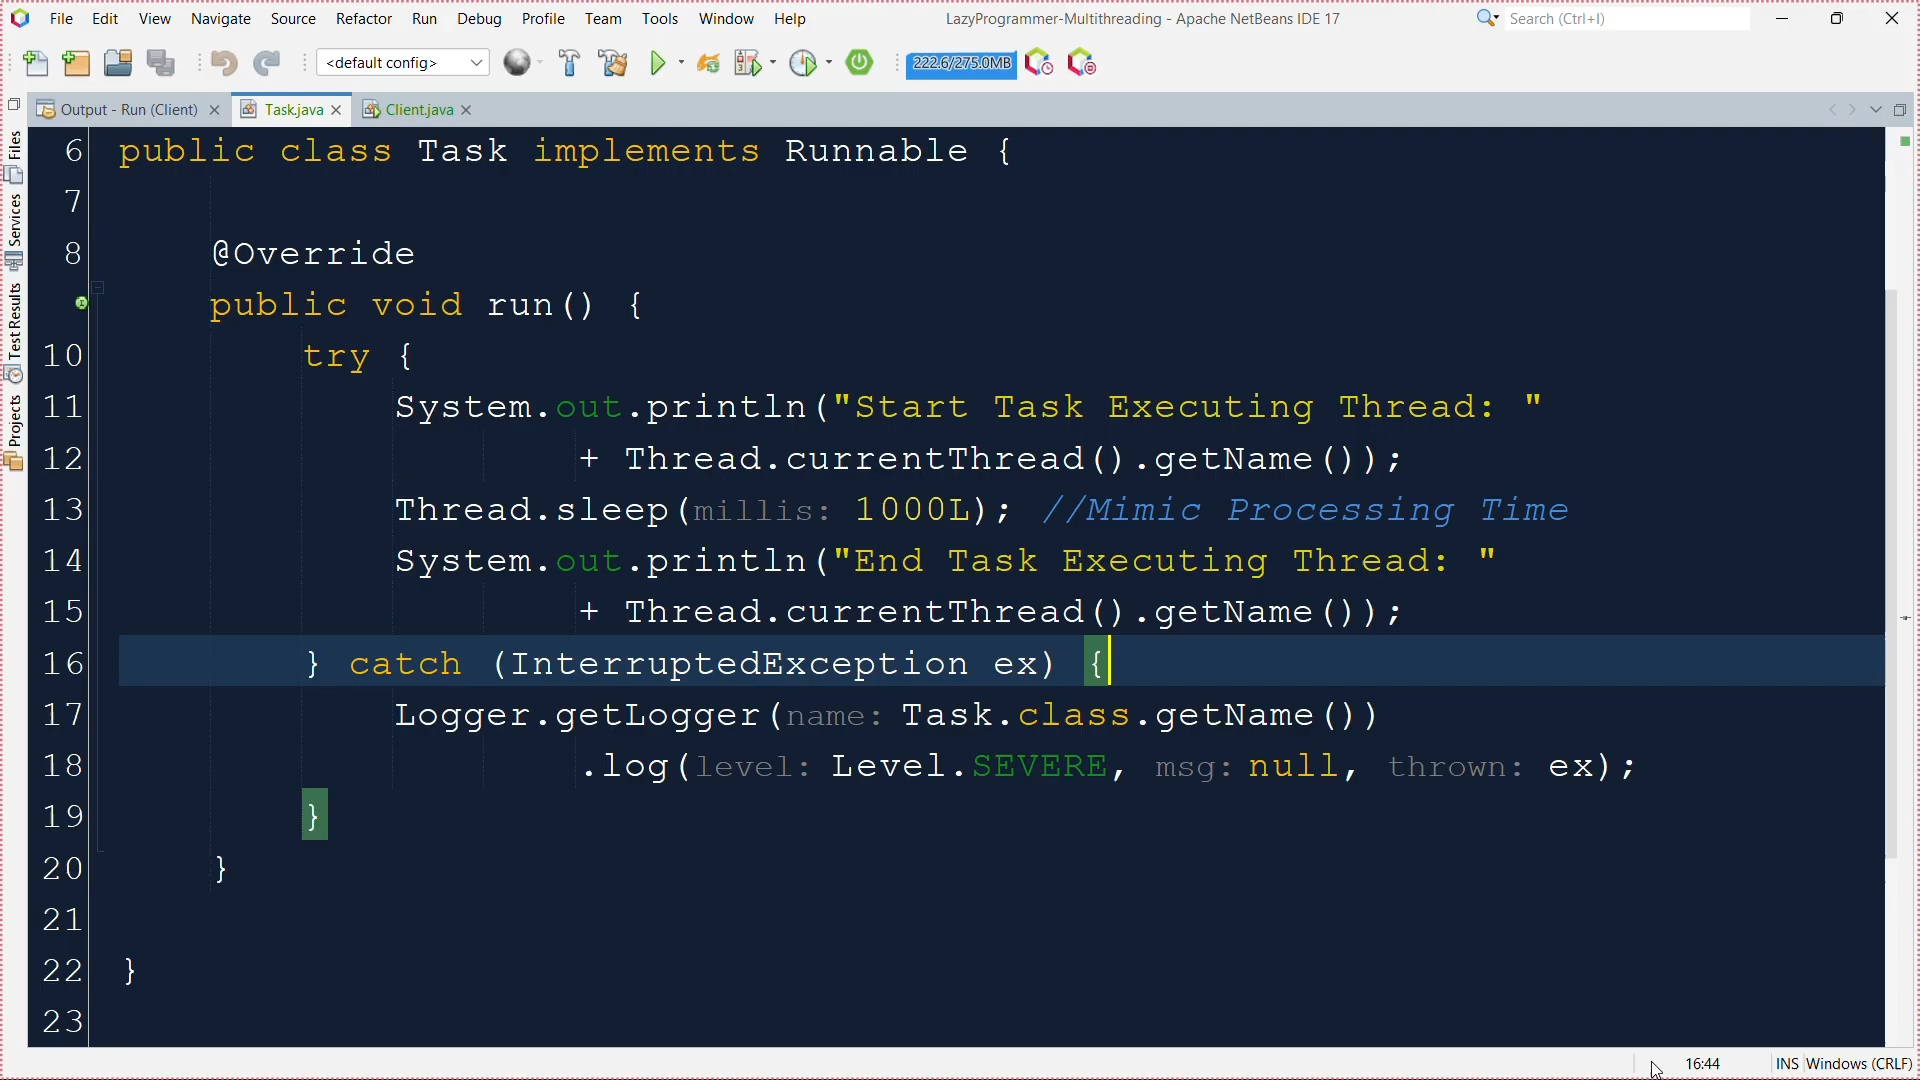 File Edit View Navigate Source Refactor Run Debug Profile Team Tools Window Help LazyProgrammer-Multithreading - Apache NetBeans IDE 17 Search (Ctrl+I)
<default config> 222.6/275.0MB
Output - Run (Client) Task.java Client.java
Files
Services
Test Results
Projects
6 public class Task implements Runnable {
7
8 @Override
public void run() {
10 try {
11 System.out.println("Start Task Executing Thread: "
12 + Thread.currentThread().getName());
13 Thread.sleep(millis: 1000L); //Mimic Processing Time
14 System.out.println("End Task Executing Thread: "
15 + Thread.currentThread().getName());
16 } catch (InterruptedException ex) {
17 Logger.getLogger(name: Task.class.getName())
18 .log(level: Level.SEVERE, msg: null, thrown: ex);
19 }
20 }
21
22 }
23
16:44 INS Windows (CRLF)